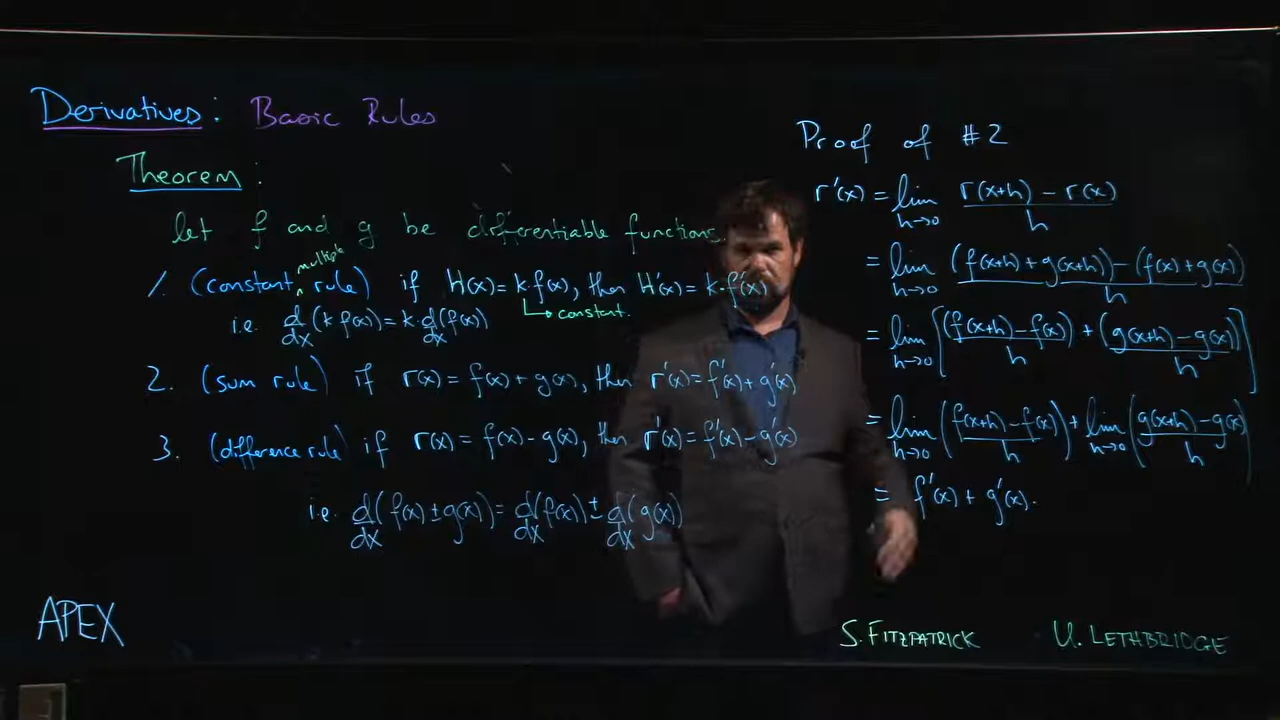 Derivatives: Basic Rules
Theorem:
let f and g be differentiable functions.
multiple
1. (constant ^ rule) if H(x) = k·f(x), then H'(x) = k·f'(x)
↳ constant.
i.e. d/dx (k f(x)) = k·d/dx (f(x))
2. (sum rule) if r(x) = f(x) + g(x), then r'(x) = f'(x) + g'(x)
3. (difference rule) if r(x) = f(x) - g(x), then r'(x) = f'(x) - g'(x)
i.e. d/dx (f(x) ± g(x)) = d/dx (f(x)) ± d/dx (g(x))
APEX
Proof of #2
r'(x) = lim h→0 r(x+h) - r(x) / h
= lim h→0 (f(x+h) + g(x+h)) - (f(x) + g(x)) / h
= lim h→0 [(f(x+h) - f(x)) / h + (g(x+h) - g(x)) / h]
= lim h→0 (f(x+h) - f(x) / h) + lim h→0 (g(x+h) - g(x) / h)
= f'(x) + g'(x).
S. FITZPATRICK U. LETHBRIDGE